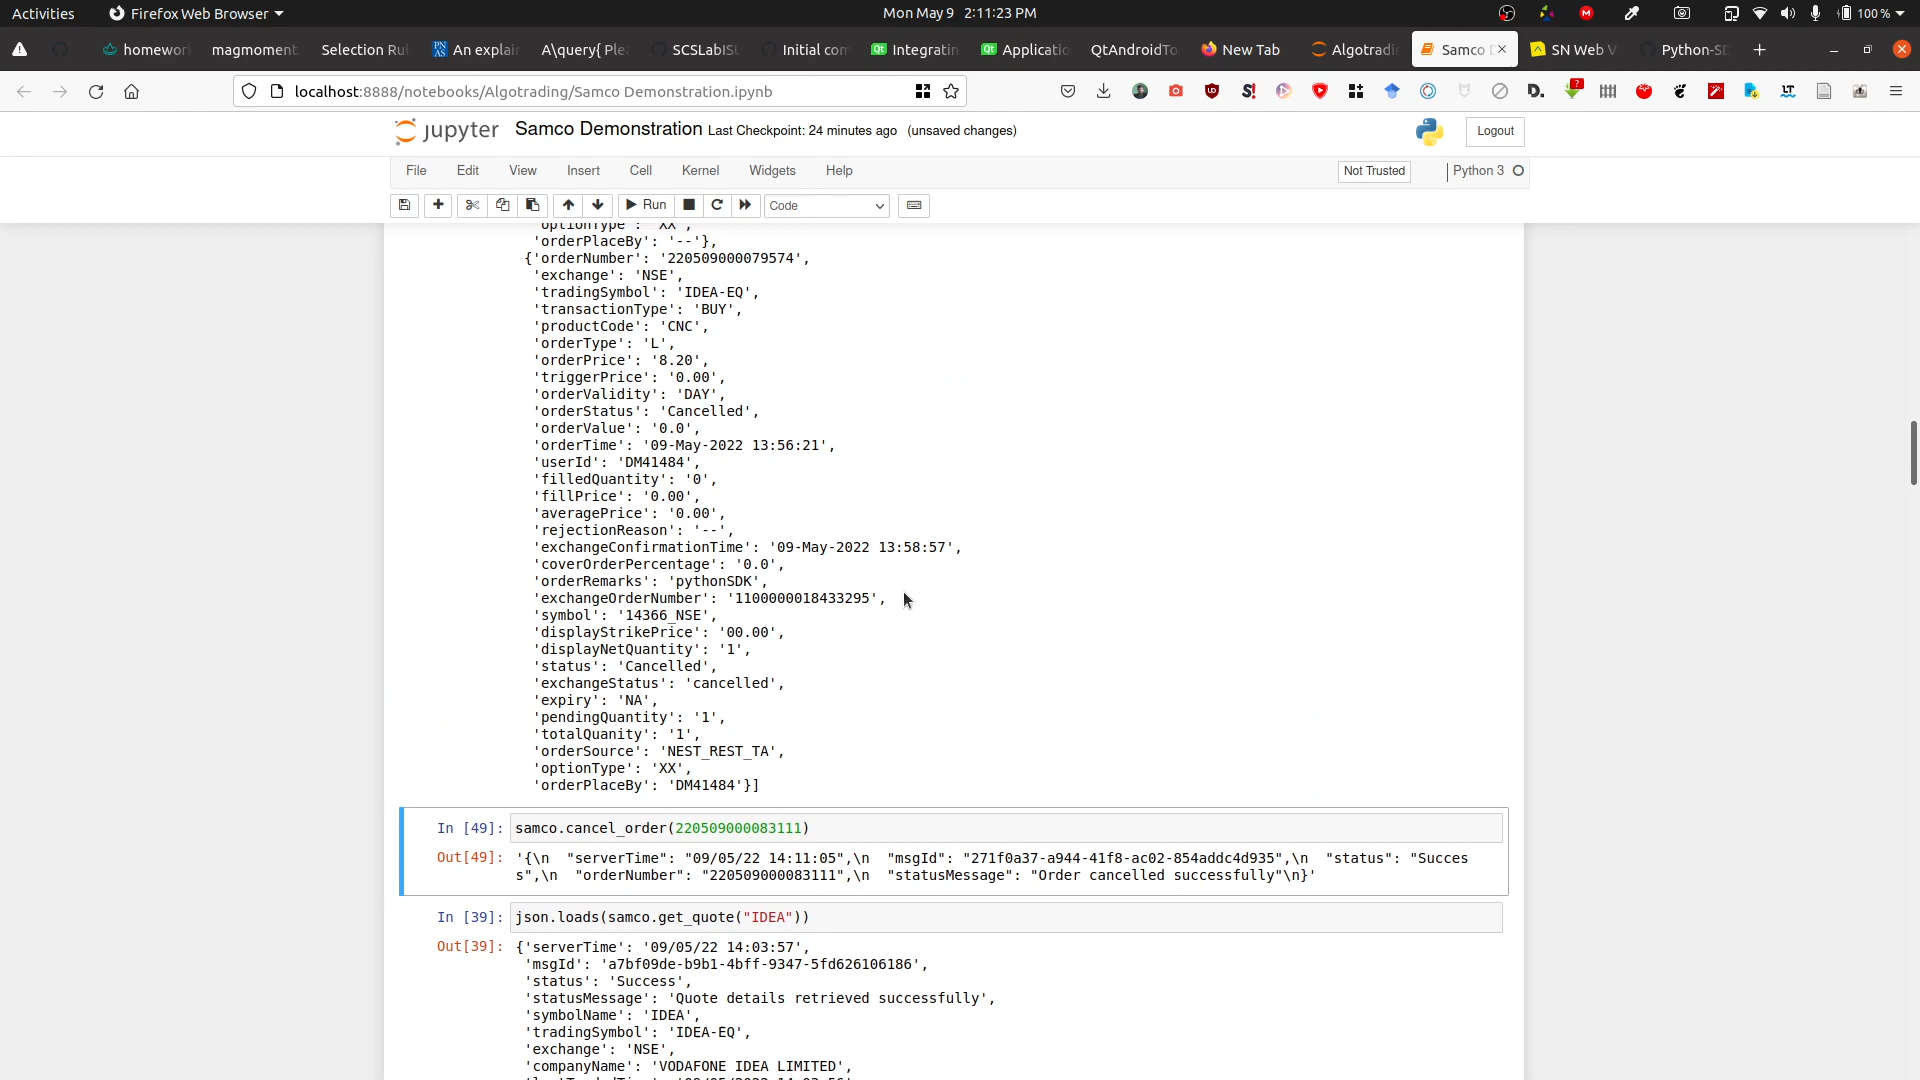 Activities Firefox Web Browser Mon May 9 2:11:23 PM 100 %
homework magmoment Selection Rul An explain A\query{ Ple SCSLabISU Initial com Integratin Applicatio QtAndroidTo New Tab Algotradin Samco D SN Web V Python-SD
localhost:8888/notebooks/Algotrading/Samco Demonstration.ipynb
jupyter Samco Demonstration Last Checkpoint: 24 minutes ago (unsaved changes) Logout
File Edit View Insert Cell Kernel Widgets Help Not Trusted Python 3
Run Code
'optionType': 'XX',
'orderPlaceBy': '--'},
{'orderNumber': '220509000079574',
'exchange': 'NSE',
'tradingSymbol': 'IDEA-EQ',
'transactionType': 'BUY',
'productCode': 'CNC',
'orderType': 'L',
'orderPrice': '8.20',
'triggerPrice': '0.00',
'orderValidity': 'DAY',
'orderStatus': 'Cancelled',
'orderValue': '0.0',
'orderTime': '09-May-2022 13:56:21',
'userId': 'DM41484',
'filledQuantity': '0',
'fillPrice': '0.00',
'averagePrice': '0.00',
'rejectionReason': '--',
'exchangeConfirmationTime': '09-May-2022 13:58:57',
'coverOrderPercentage': '0.0',
'orderRemarks': 'pythonSDK',
'exchangeOrderNumber': '1100000018433295',
'symbol': '14366_NSE',
'displayStrikePrice': '00.00',
'displayNetQuantity': '1',
'status': 'Cancelled',
'exchangeStatus': 'cancelled',
'expiry': 'NA',
'pendingQuantity': '1',
'totalQuanity': '1',
'orderSource': 'NEST_REST_TA',
'optionType': 'XX',
'orderPlaceBy': 'DM41484'}]
In [49]: samco.cancel_order(220509000083111)
Out[49]: '{\n  "serverTime": "09/05/22 14:11:05",\n  "msgId": "271f0a37-a944-41f8-ac02-854addc4d935",\n  "status": "Succes
s",\n  "orderNumber": "220509000083111",\n  "statusMessage": "Order cancelled successfully"\n}'
In [39]: json.loads(samco.get_quote("IDEA"))
Out[39]: {'serverTime': '09/05/22 14:03:57',
'msgId': 'a7bf09de-b9b1-4bff-9347-5fd626106186',
'status': 'Success',
'statusMessage': 'Quote details retrieved successfully',
'symbolName': 'IDEA',
'tradingSymbol': 'IDEA-EQ',
'exchange': 'NSE',
'companyName': 'VODAFONE IDEA LIMITED',